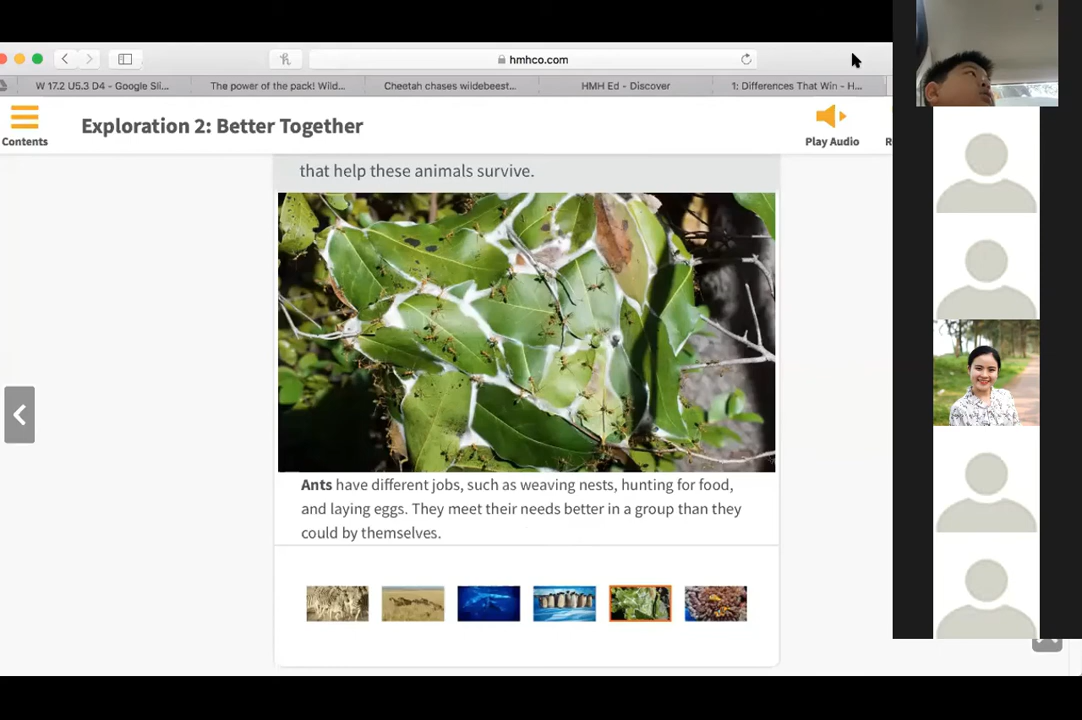 hmhco.com
W 17.2 U5.3 D4 - Google Sli...
The power of the pack! Wild...
Cheetah chases wildebeest...
HMH Ed - Discover
1: Differences That Win - H...
Contents
Exploration 2: Better Together
Play Audio
that help these animals survive.
Ants have different jobs, such as weaving nests, hunting for food,
and laying eggs. They meet their needs better in a group than they
could by themselves.